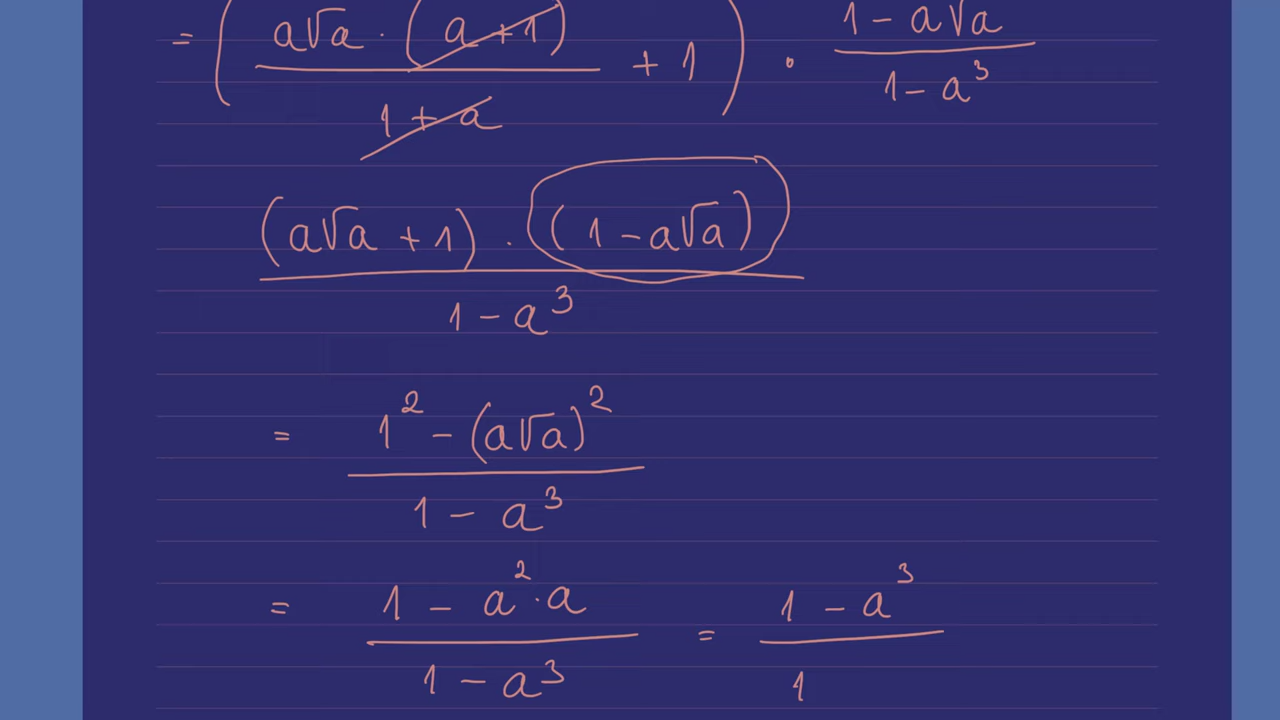 = ( a√a · (a+1) / 1+a + 1 ) · 1-a√a / 1-a³
(a√a + 1) · (1-a√a) / 1-a³
= 1² - (a√a)² / 1 - a³
= 1 - a²·a / 1 - a³ = 1 - a³ / 1